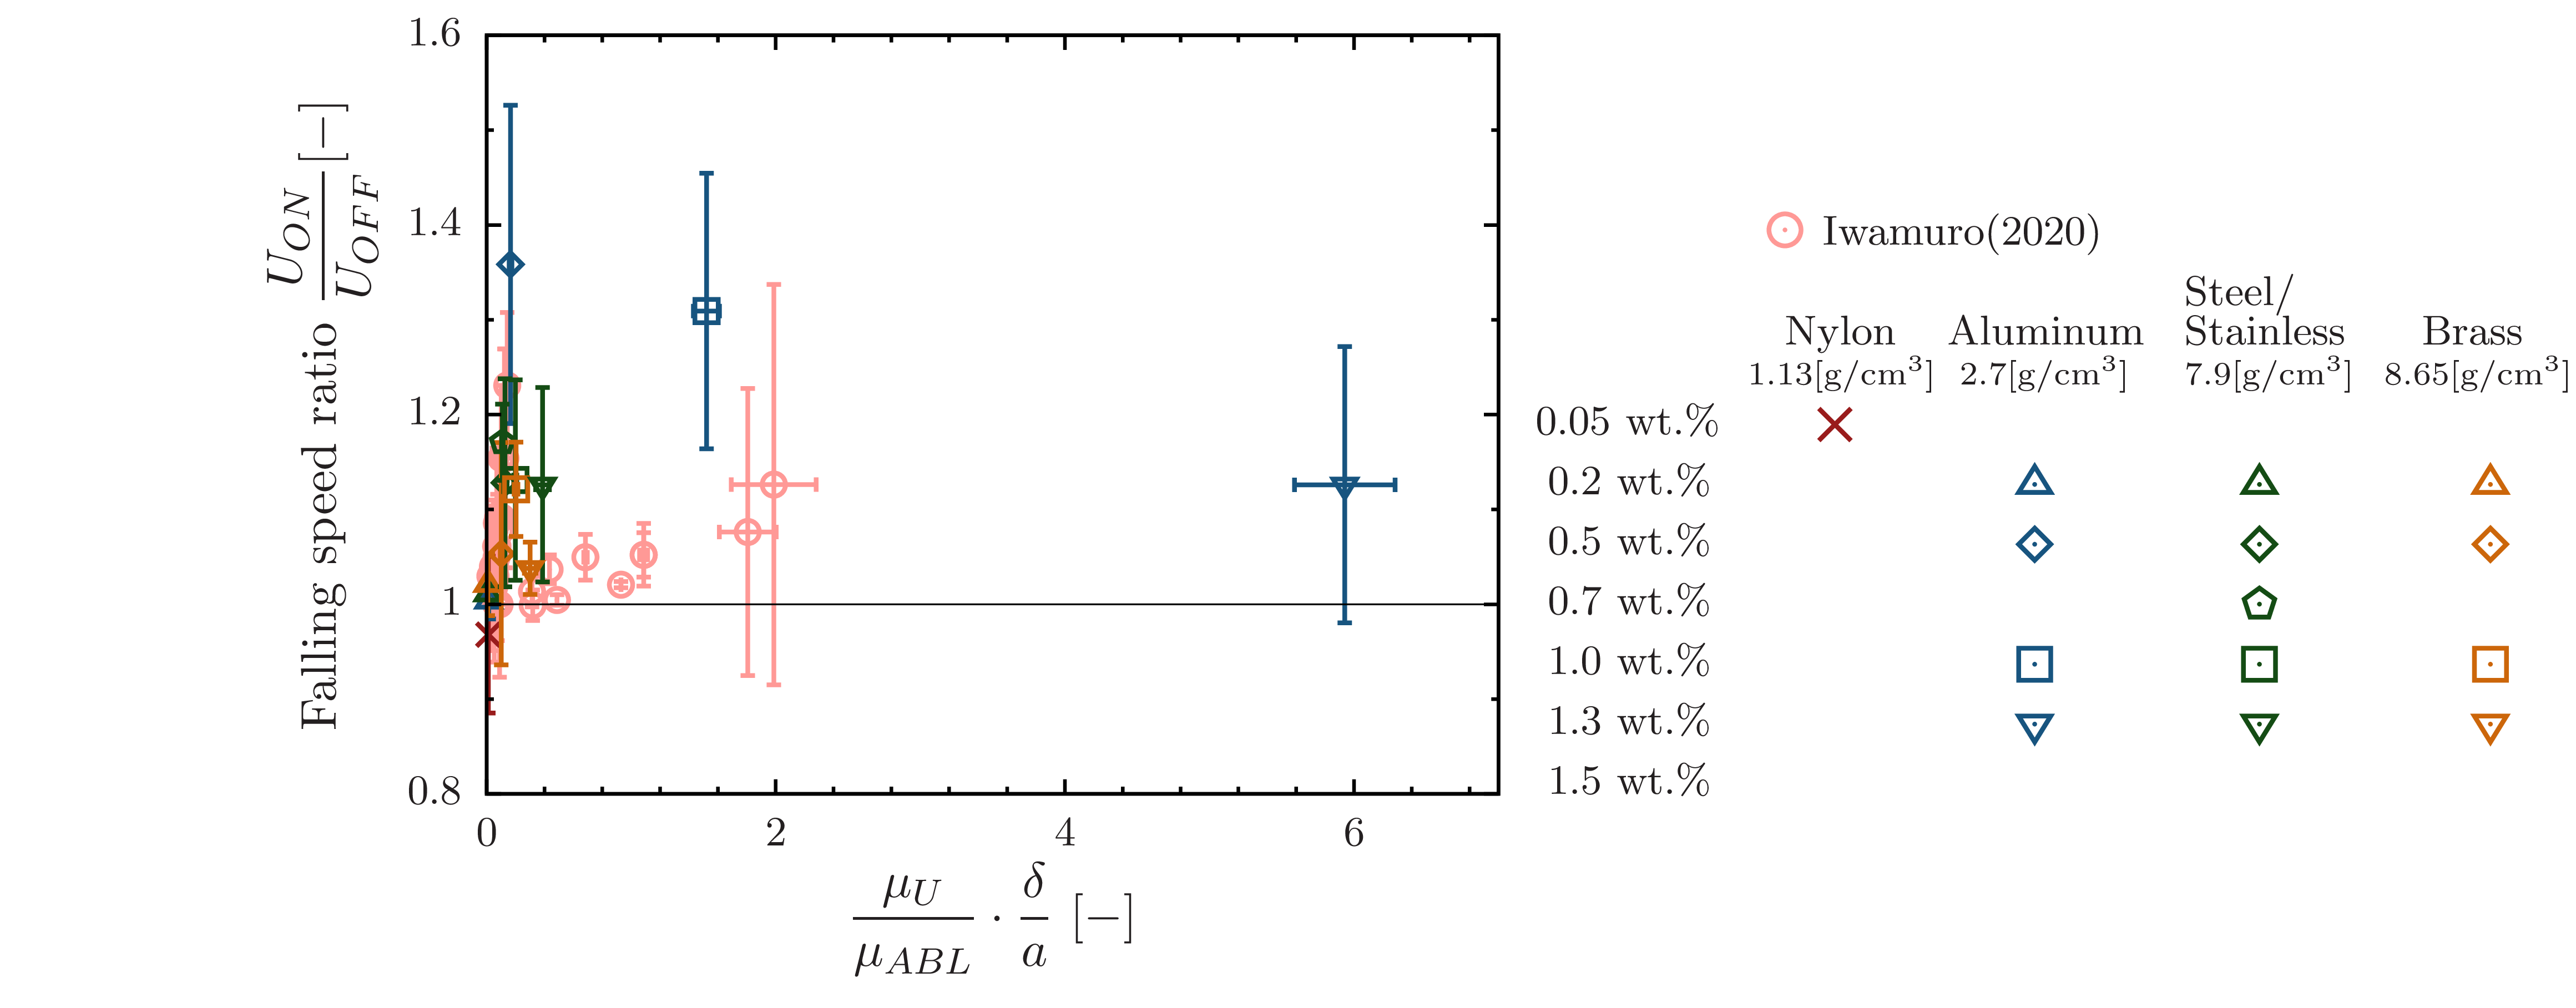 Falling speed ratio U_ON/U_OFF [−]
1.6
1.4
1.2
1
0.8
0 2 4 6
μ_U/μ_ABL · δ/a [−]
Iwamuro(2020)
Steel/
Nylon Aluminum Stainless Brass
1.13[g/cm³] 2.7[g/cm³] 7.9[g/cm³] 8.65[g/cm³]
0.05 wt.%
0.2 wt.%
0.5 wt.%
0.7 wt.%
1.0 wt.%
1.3 wt.%
1.5 wt.%